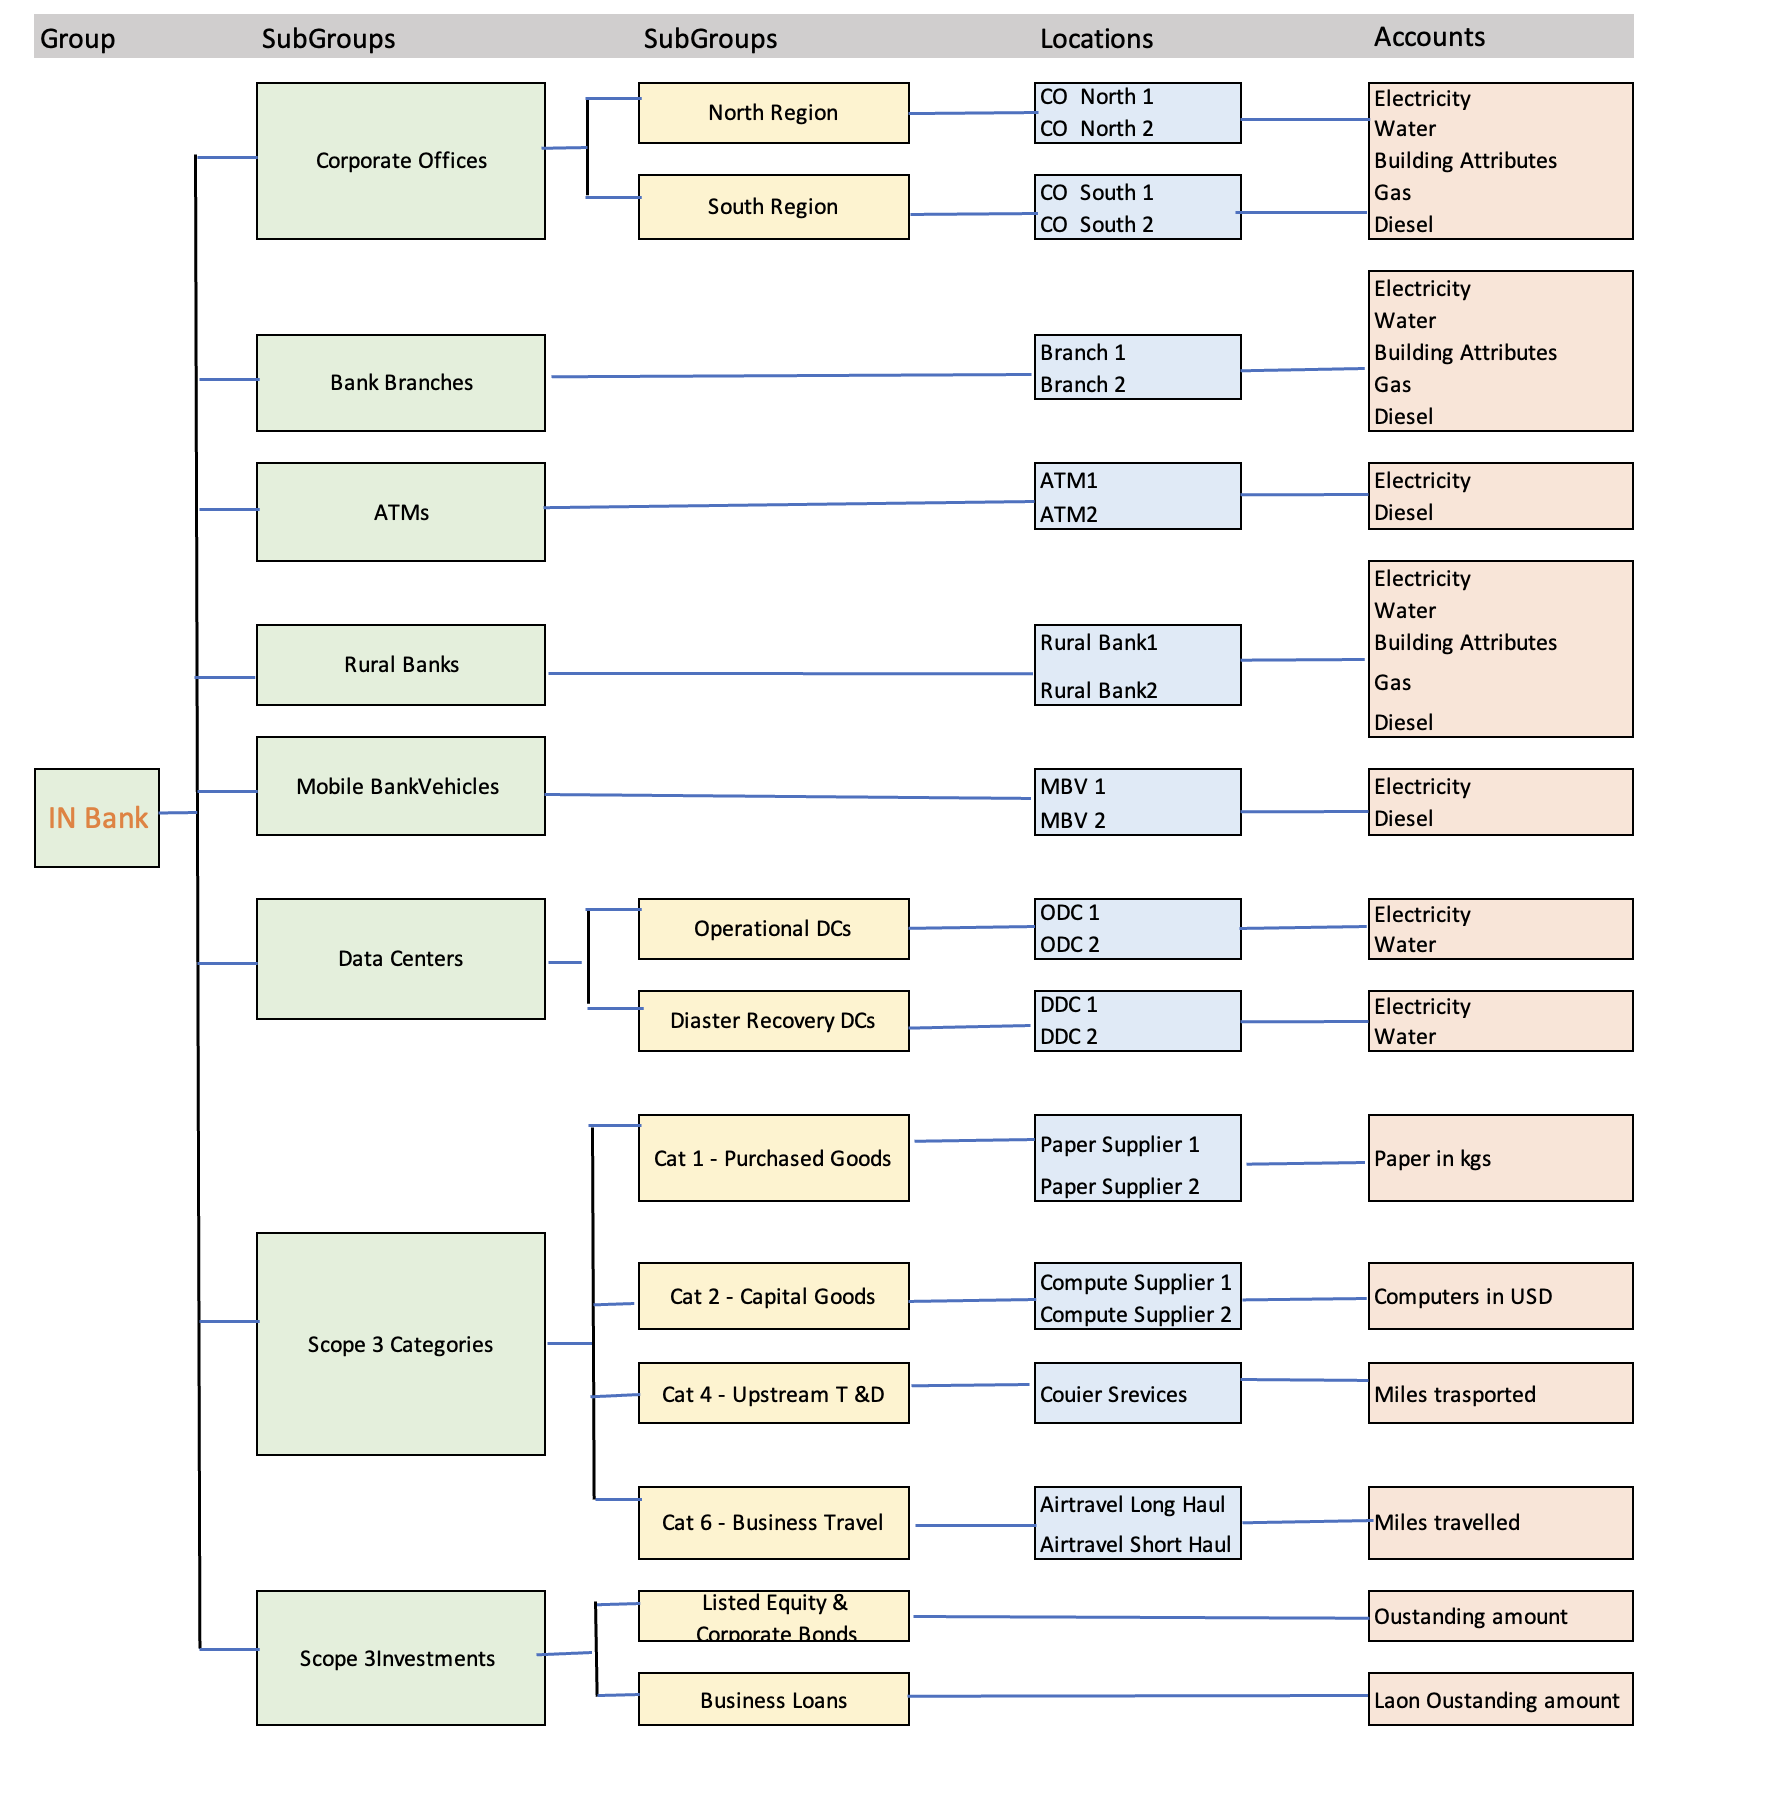 Group
SubGroups
SubGroups
Locations
Accounts
Corporate Offices
North Region
CO  North 1
CO  North 2
South Region
CO  South 1
CO  South 2
Electricity
Water
Building Attributes
Gas
Diesel
Bank Branches
Branch 1
Branch 2
Electricity
Water
Building Attributes
Gas
Diesel
ATMs
ATM1
ATM2
Electricity
Diesel
Rural Banks
Rural Bank1
Rural Bank2
Electricity
Water
Building Attributes
Gas
Diesel
IN Bank
Mobile BankVehicles
MBV 1
MBV 2
Electricity
Diesel
Data Centers
Operational DCs
ODC 1
ODC 2
Electricity
Water
Diaster Recovery DCs
DDC 1
DDC 2
Electricity
Water
Scope 3 Categories
Cat 1 - Purchased Goods
Paper Supplier 1
Paper Supplier 2
Paper in kgs
Cat 2 - Capital Goods
Compute Supplier 1
Compute Supplier 2
Computers in USD
Cat 4 - Upstream T &D
Couier Srevices
Miles trasported
Cat 6 - Business Travel
Airtravel Long Haul
Airtravel Short Haul
Miles travelled
Scope 3Investments
Listed Equity &
Corporate Bonds
Oustanding amount
Business Loans
Laon Oustanding amount